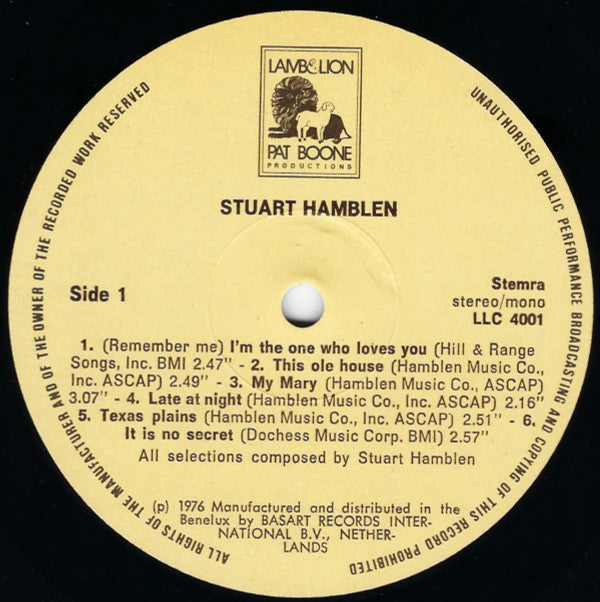 LAMB & LION
PAT BOONE
PRODUCTIONS
STUART HAMBLEN
Side 1
Stemra
stereo/mono
LLC 4001
1. (Remember me) I'm the one who loves you (Hill & Range
Songs, Inc. BMI 2.47" - 2. This ole house (Hamblen Music Co.,
Inc. ASCAP) 2.49" - 3. My Mary (Hamblen Music Co., ASCAP)
3.07" - 4. Late at night (Hamblen Music Co., Inc. ASCAP) 2.16"
5. Texas plains (Hamblen Music Co., Inc. ASCAP) 2.51" - 6.
It is no secret (Dochess Music Corp. BMI) 2.57"
All selections composed by Stuart Hamblen
(p) 1976 Manufactured and distributed in the
Benelux by BASART RECORDS INTER-
NATIONAL B.V., NETHER-
LANDS
ALL RIGHTS OF THE MANUFACTURER AND OF THE OWNER OF THE RECORDED WORK RESERVED
UNAUTHORISED PUBLIC PERFORMANCE BROADCASTING AND COPYING OF THIS RECORD PROHIBITED